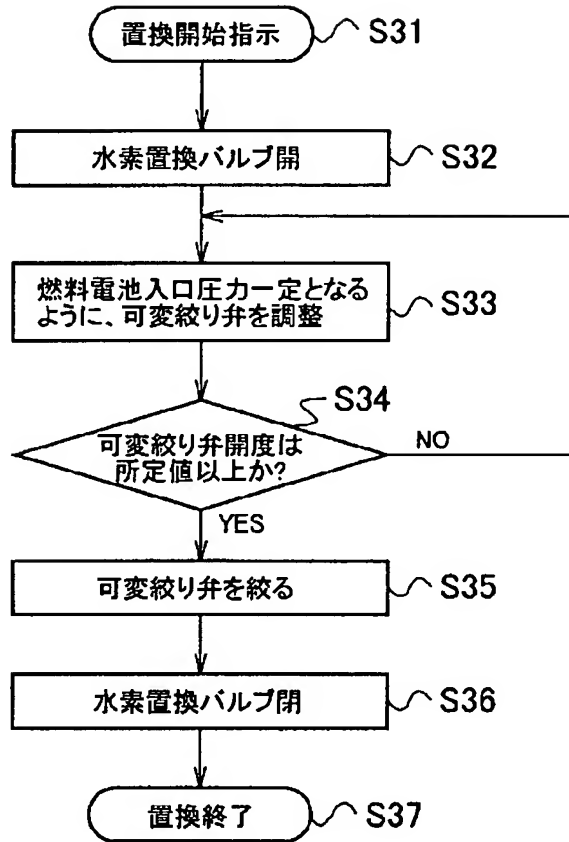 置換開始指示 S31
水素置換バルブ開 S32
燃料電池入口圧力一定となる
ように、可変絞り弁を調整 S33
S34
可変絞り弁開度は
所定値以上か?
NO
YES
可変絞り弁を絞る S35
水素置換バルブ閉 S36
置換終了 S37